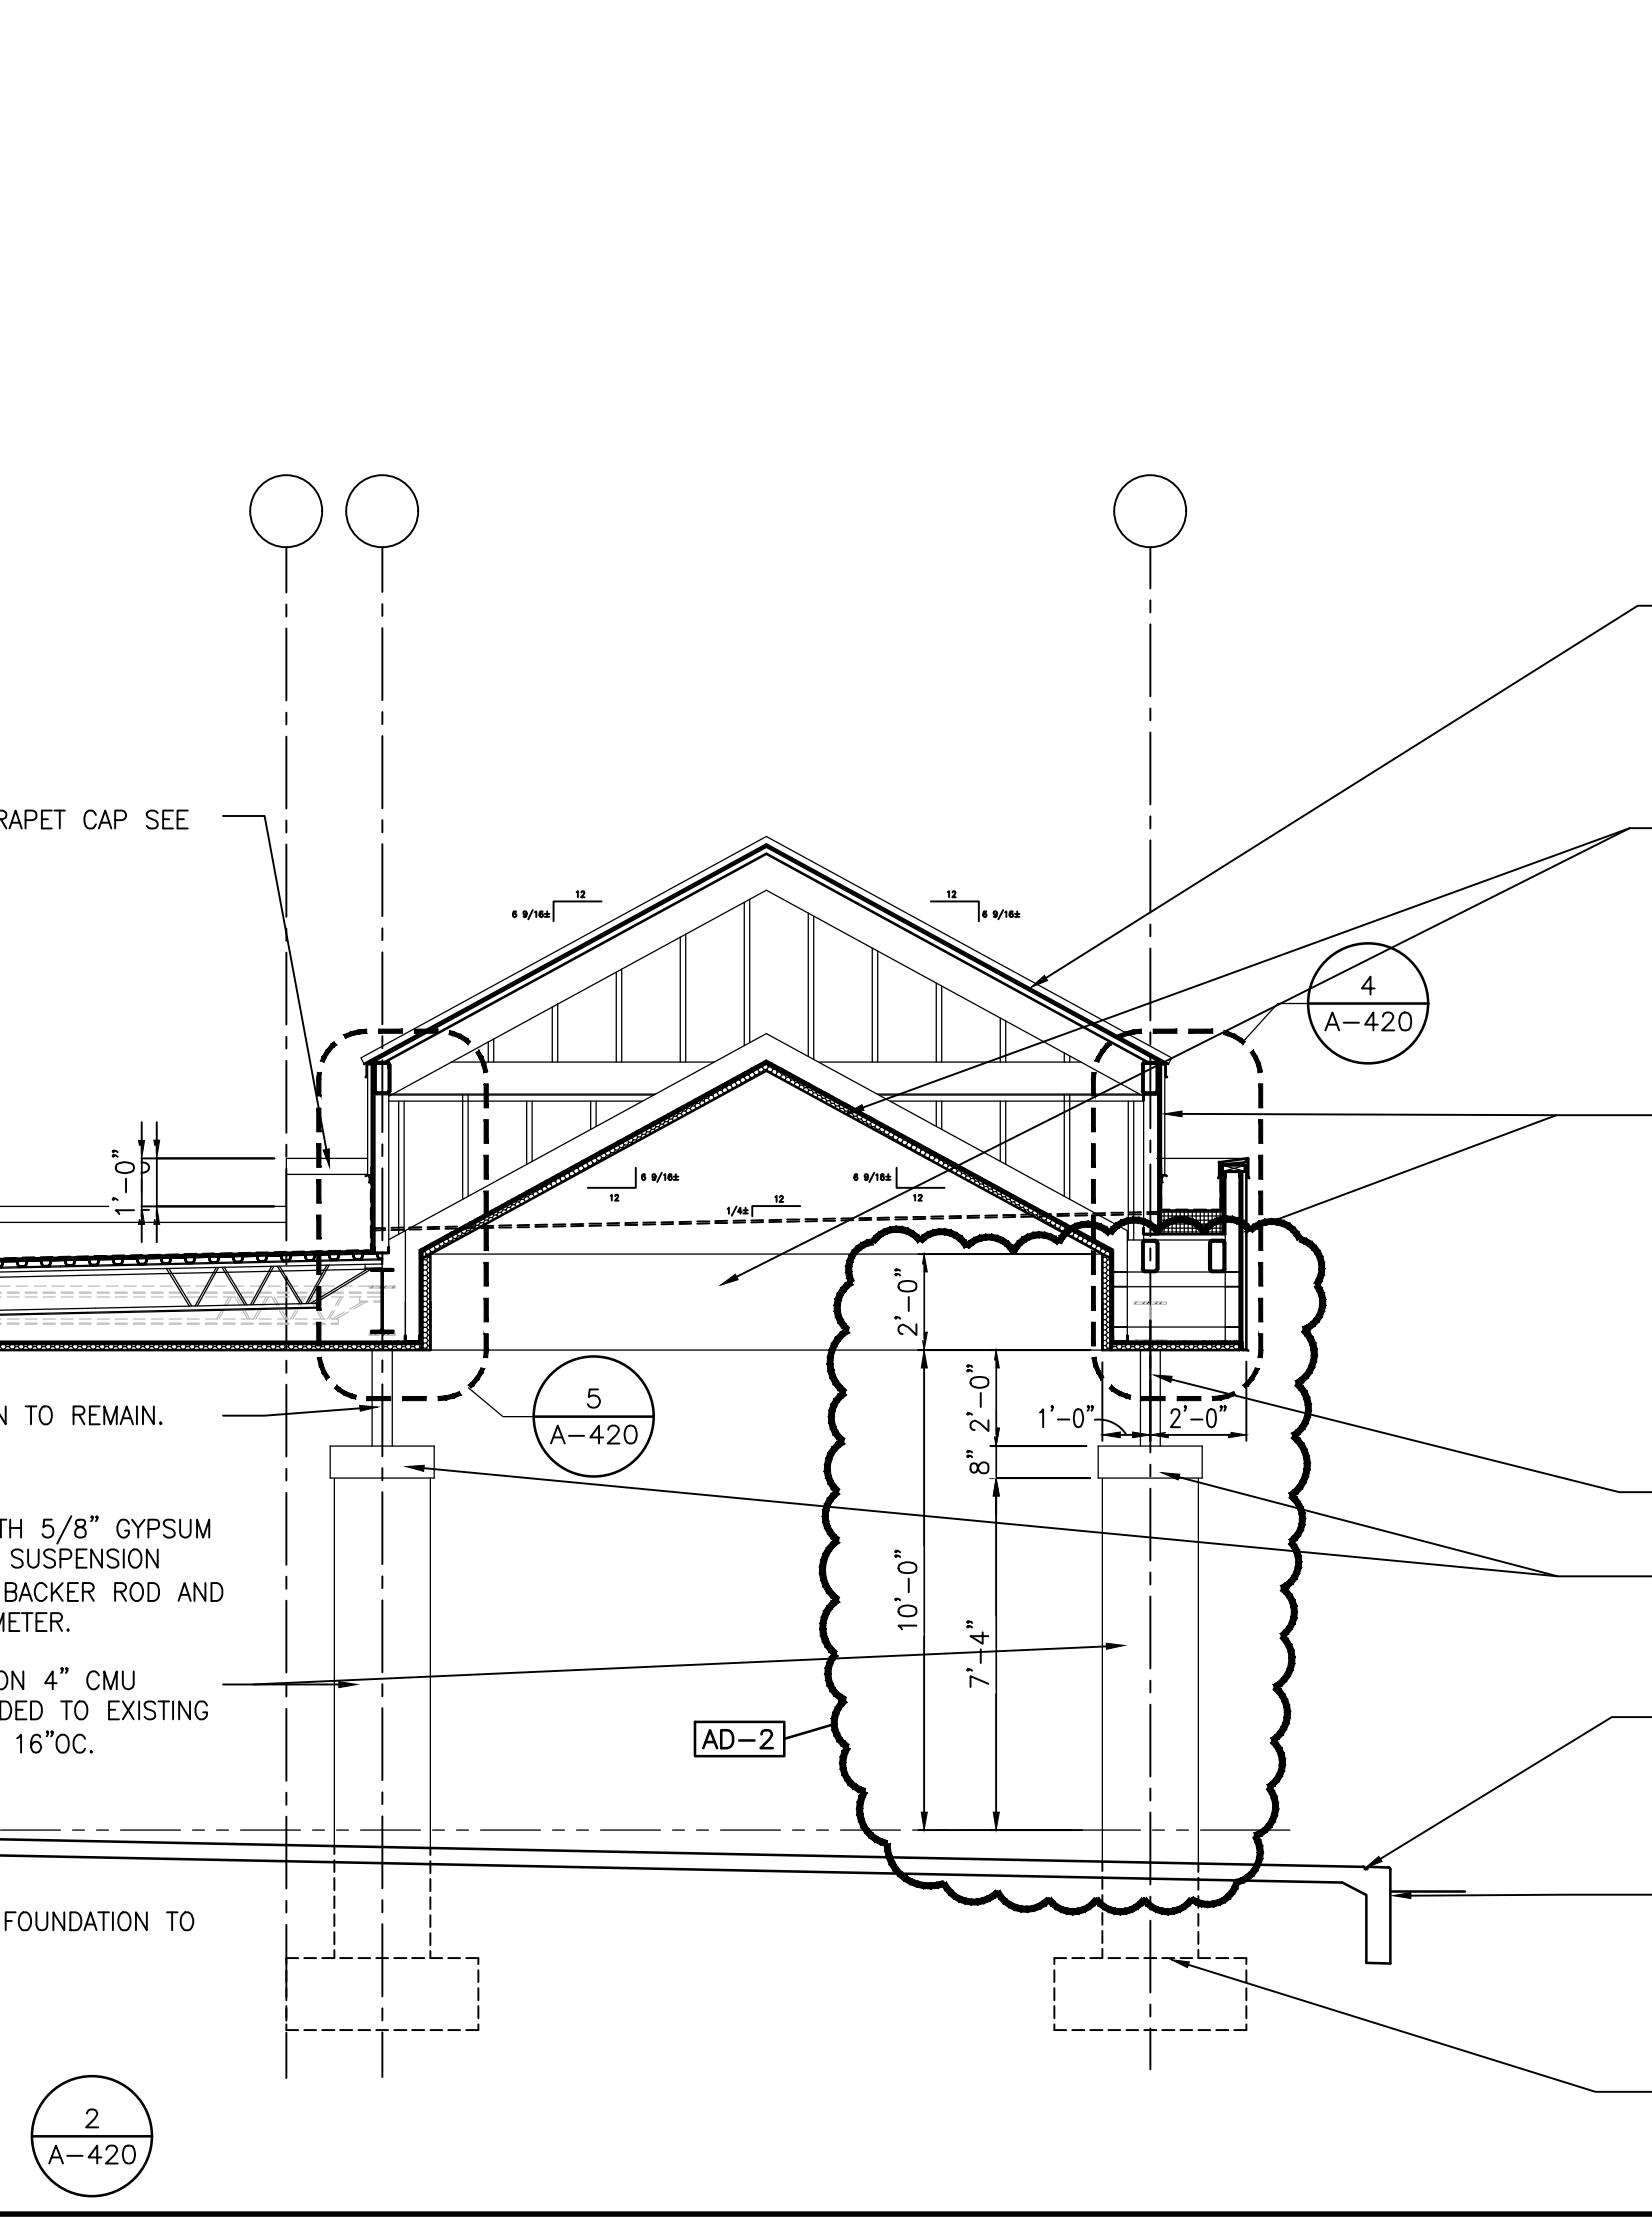 RAPET CAP SEE
12
6 9/16±
12
6 9/16±
4
A-420
1'-0"
6 9/16±
12
1/4±
12
6 9/16±
12
2'-0"
N TO REMAIN.
5
A-420
2'-0"
1'-0"
2'-0"
8"
TH 5/8" GYPSUM
SUSPENSION
BACKER ROD AND
METER.
10'-0"
7'-4"
ON 4" CMU
DED TO EXISTING
16"OC.
AD-2
FOUNDATION TO
2
A-420